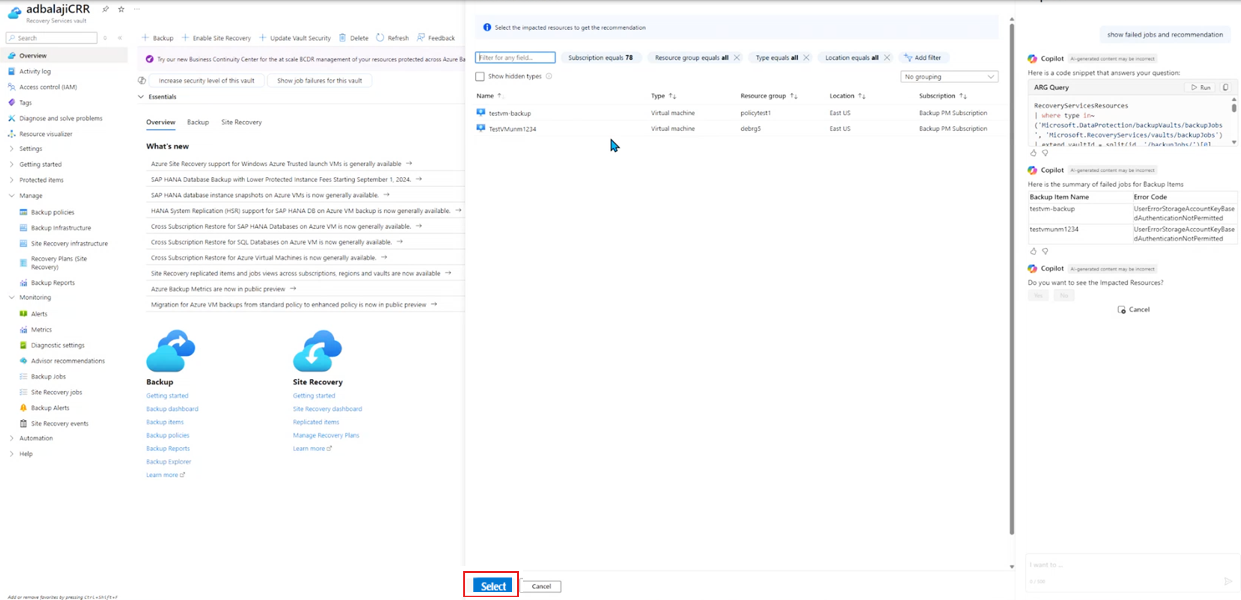 adbalajiCRR
Recovery Services vault
Search
Overview
Activity log
Access control (IAM)
Tags
Diagnose and solve problems
Resource visualizer
Settings
Getting started
Protected items
Manage
Backup policies
Backup Infrastructure
Site Recovery infrastructure
Recovery Plans (Site
Recovery)
Backup Reports
Monitoring
Alerts
Metrics
Diagnostic settings
Advisor recommendations
Backup Jobs
Site Recovery jobs
Backup Alerts
Site Recovery events
Automation
Help
Add or remove favorites by pressing Ctrl+Shift+F
Backup Enable Site Recovery Update Vault Security Delete Refresh Feedback
Try our new Business Continuity Center for the at scale BCDR management of your resources protected across Azure Ba
Increase security level of this vault Show job failures for this vault
Essentials
Overview Backup Site Recovery
What's new
Azure Site Recovery support for Windows Azure Trusted launch VMs is generally available →
SAP HANA Database Backup with Lower Protected Instance Fees Starting September 1, 2024. →
SAP HANA database instance snapshots on Azure VMs is now generally available. →
HANA System Replication (HSR) support for SAP HANA DB on Azure VM backup is now generally available. →
Cross Subscription Restore for SAP HANA Databases on Azure VM is now generally available. →
Cross Subscription Restore for SQL Databases on Azure VM is now generally available. →
Cross Subscription Restore for Azure Virtual Machines is now generally available. →
Site Recovery replicated items and jobs views across subscriptions, regions and vaults are now available →
Azure Backup Metrics are now in public preview →
Migration for Azure VM backups from standard policy to enhanced policy is now in public preview →
Backup
Getting started
Backup dashboard
Backup items
Backup policies
Backup Reports
Backup Explorer
Learn more
Site Recovery
Getting started
Site Recovery dashboard
Replicated items
Manage Recovery Plans
Learn more
Select the impacted resources to get the recommendation
Filter for any field... Subscription equals 78 Resource group equals all Type equals all Location equals all Add filter
Show hidden types No grouping
Name ↑ Type ↑↓ Resource group ↑↓ Location ↑↓ Subscription ↑↓
testvm-backup Virtual machine policytest1 East US Backup PM Subscription
TestVMunm1234 Virtual machine debrg5 East US Backup PM Subscription
Select Cancel
show failed jobs and recommendation
Copilot AI-generated content may be incorrect
Here is a code snippet that answers your question:
ARG Query Run
RecoveryServicesResources
| where type in~
('Microsoft.DataProtection/backupVaults/backupJobs
', 'Microsoft.RecoveryServices/vaults/backupJobs')
| extend vaultId = split(id, '/backupJobs/')[0]
Copilot AI-generated content may be incorrect
Here is the summary of failed jobs for Backup Items
Backup Item Name Error Code
testvm-backup UserErrorStorageAccountKeyBase
dAuthenticationNotPermitted
testvmunm1234 UserErrorStorageAccountKeyBase
dAuthenticationNotPermitted
Copilot AI-generated content may be incorrect
Do you want to see the Impacted Resources?
Yes No
Cancel
I want to ...